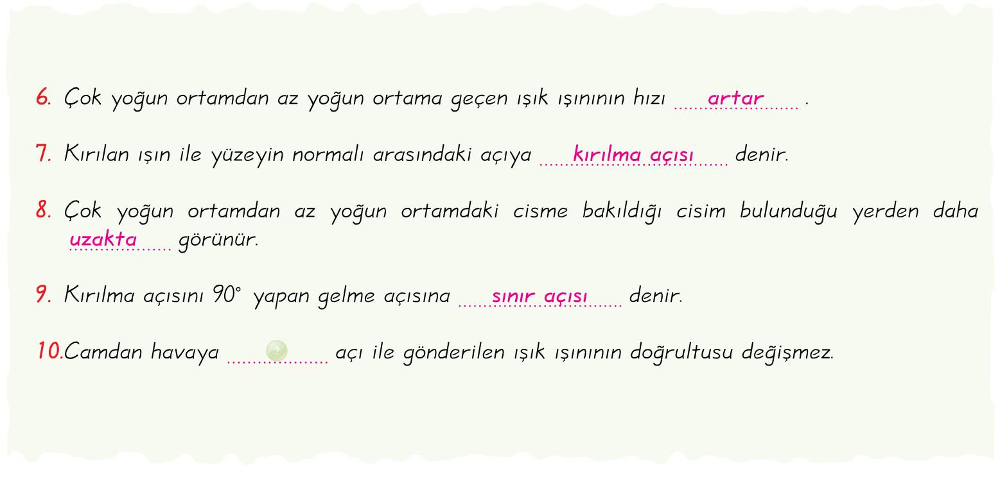 6. Çok yoğun ortamdan az yoğun ortama geçen ışık ışınının hızı artar .
7. Kırılan ışın ile yüzeyin normalı arasındaki açıya kırılma açısı denir.
8. Çok yoğun ortamdan az yoğun ortamdaki cisme bakıldığı cisim bulunduğu yerden daha
uzakta görünür.
9. Kırılma açısını 90° yapan gelme açısına sınır açısı denir.
10.Camdan havaya ? açı ile gönderilen ışık ışınının doğrultusu değişmez.